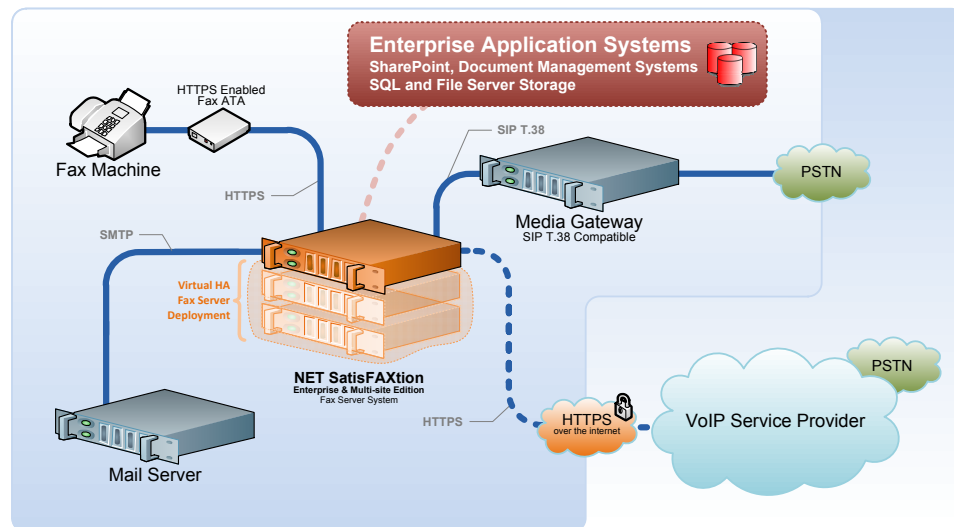 Enterprise Application Systems
SharePoint, Document Management Systems
SQL and File Server Storage
HTTPS Enabled
Fax ATA
Fax Machine
SIP T.38
PSTN
HTTPS
Media Gateway
SIP T.38 Compatible
SMTP
Virtual HA
Fax Server
Deployment
NET SatisFAXtion
Enterprise & Multi-site Edition
Fax Server System
PSTN
HTTPS
HTTPS
over the internet
VoIP Service Provider
Mail Server